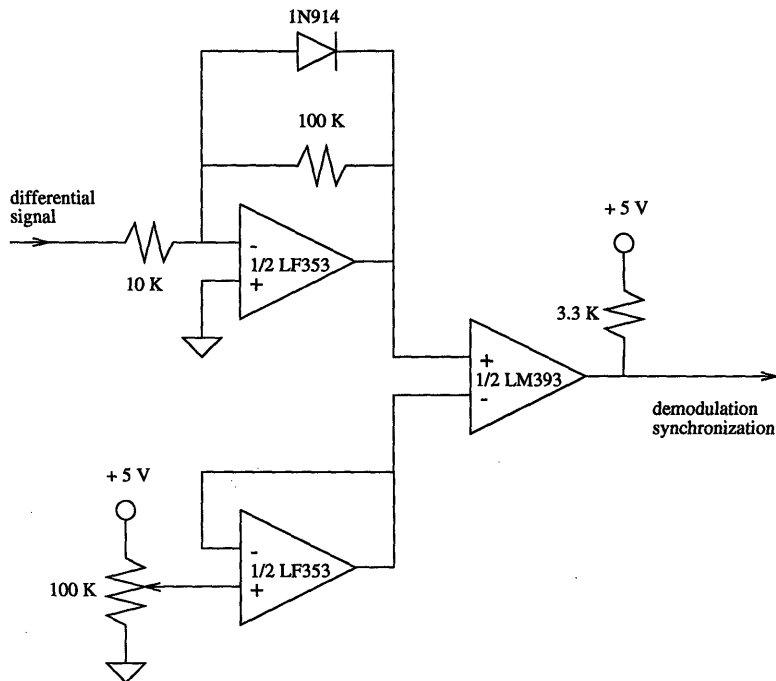 1N914
100 K
differential
signal
+ 5 V
-
1/2 LF353
+
10 K
3.3 K
+
1/2 LM393
-
demodulation
synchronization
+ 5 V
-
1/2 LF353
+
100 K